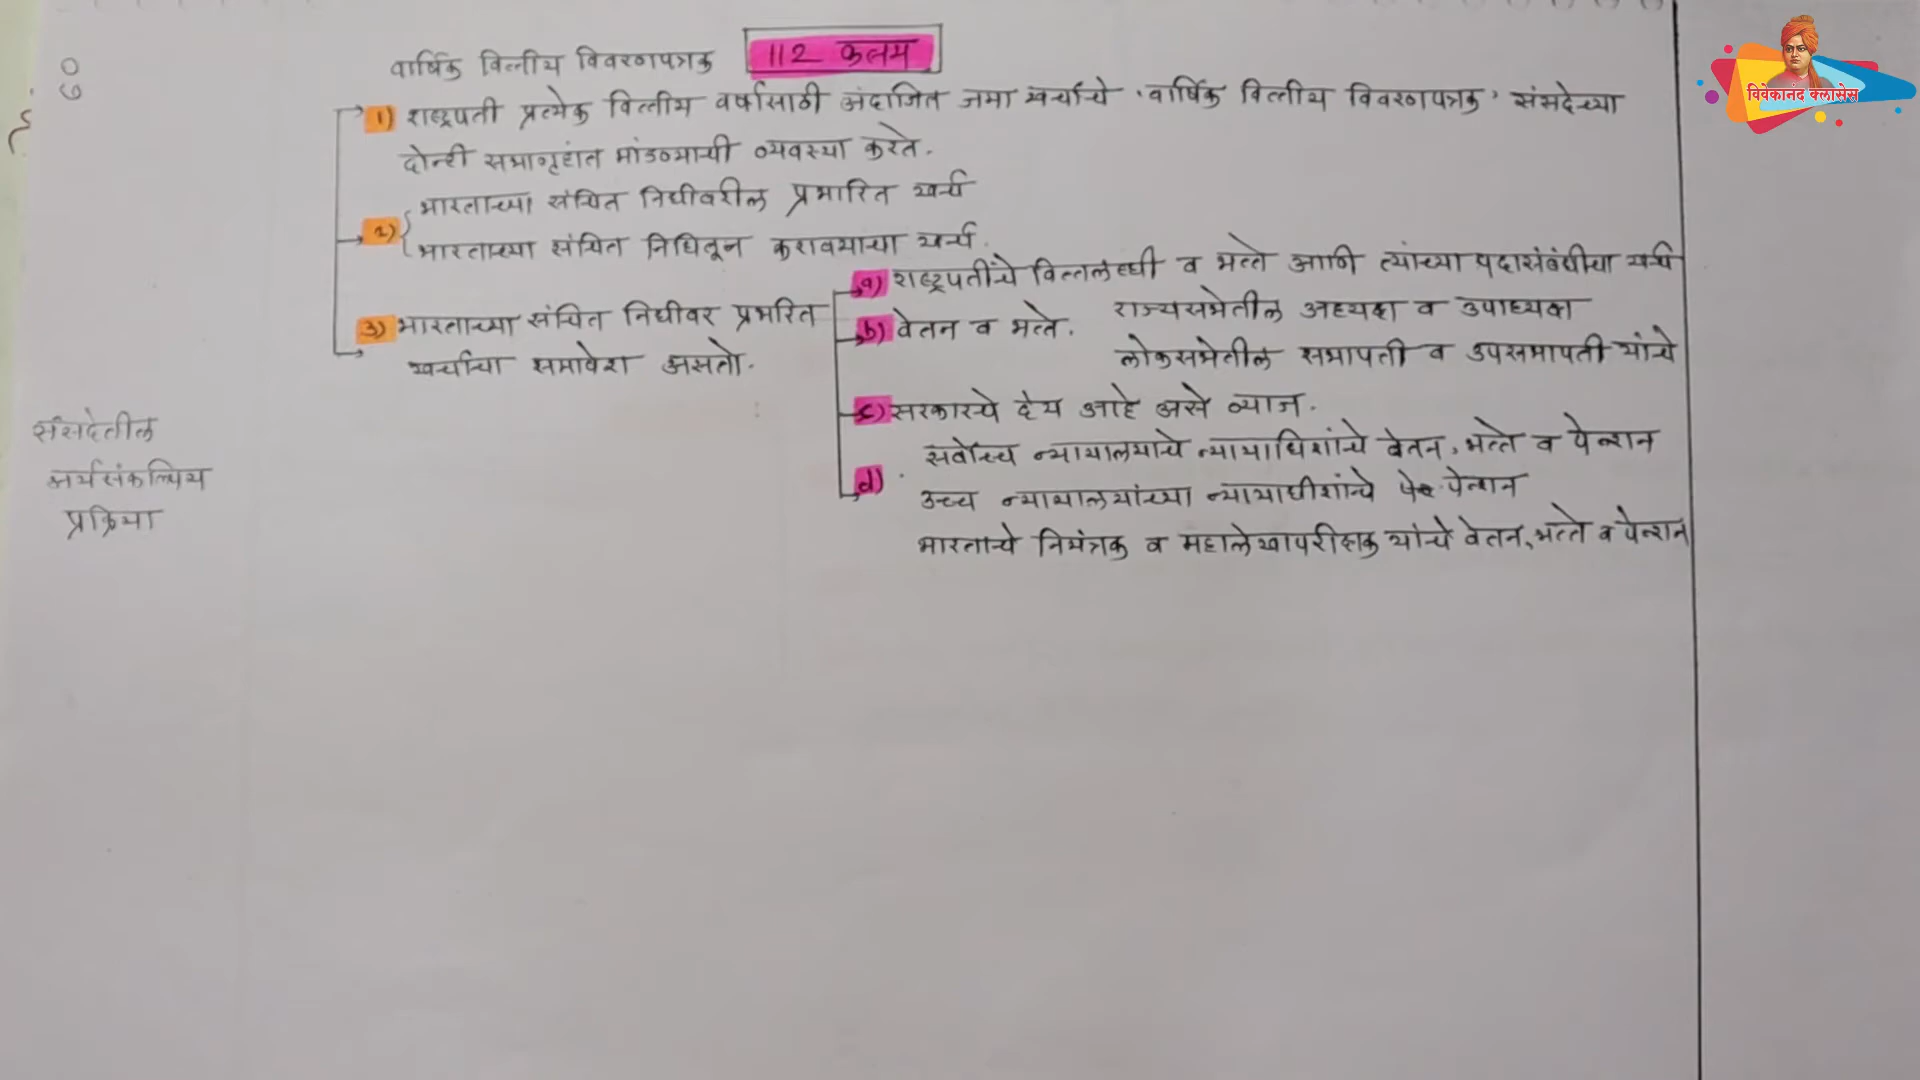 वार्षिक वित्तीय विवरणपत्रक 112 कलम
1) राष्ट्रपती प्रत्येक वित्तीय वर्षासाठी अंदाजित जमा खर्चाचे 'वार्षिक वित्तीय विवरणपत्रक' संसदेच्या
दोन्ही सभागृहांत मांडण्याची व्यवस्था करते.
2) भारताच्या संचित निधीवरील प्रभारित खर्च
भारताच्या संचित निधितून करावयाचा खर्च.
3) भारताच्या संचित निधीवर प्रभरित
खर्चाचा समावेश असतो.
a) राष्ट्रपतींचे वित्तलब्धी व भत्ते आणि त्यांच्या पदासंबंधीचा खर्च
b) वेतन व भत्ते. राज्यसभेतील अध्यक्ष व उपाध्यक्ष
लोकसभेतील सभापती व उपसभापती यांचे
c) सरकारचे देय आहे असे व्याज.
d) सर्वोच्च न्यायालयाचे न्यायाधिशांचे वेतन, भत्ते व पेन्शन
उच्च न्यायालयांच्या न्यायाधीशांचे पेन्शन
भारताचे नियंत्रक व महालेखापरीक्षक यांचे वेतन, भत्ते व पेन्शन
संसदेतील
अर्थसंकल्पिय
प्रक्रिया
विवेकानंद क्लासेस